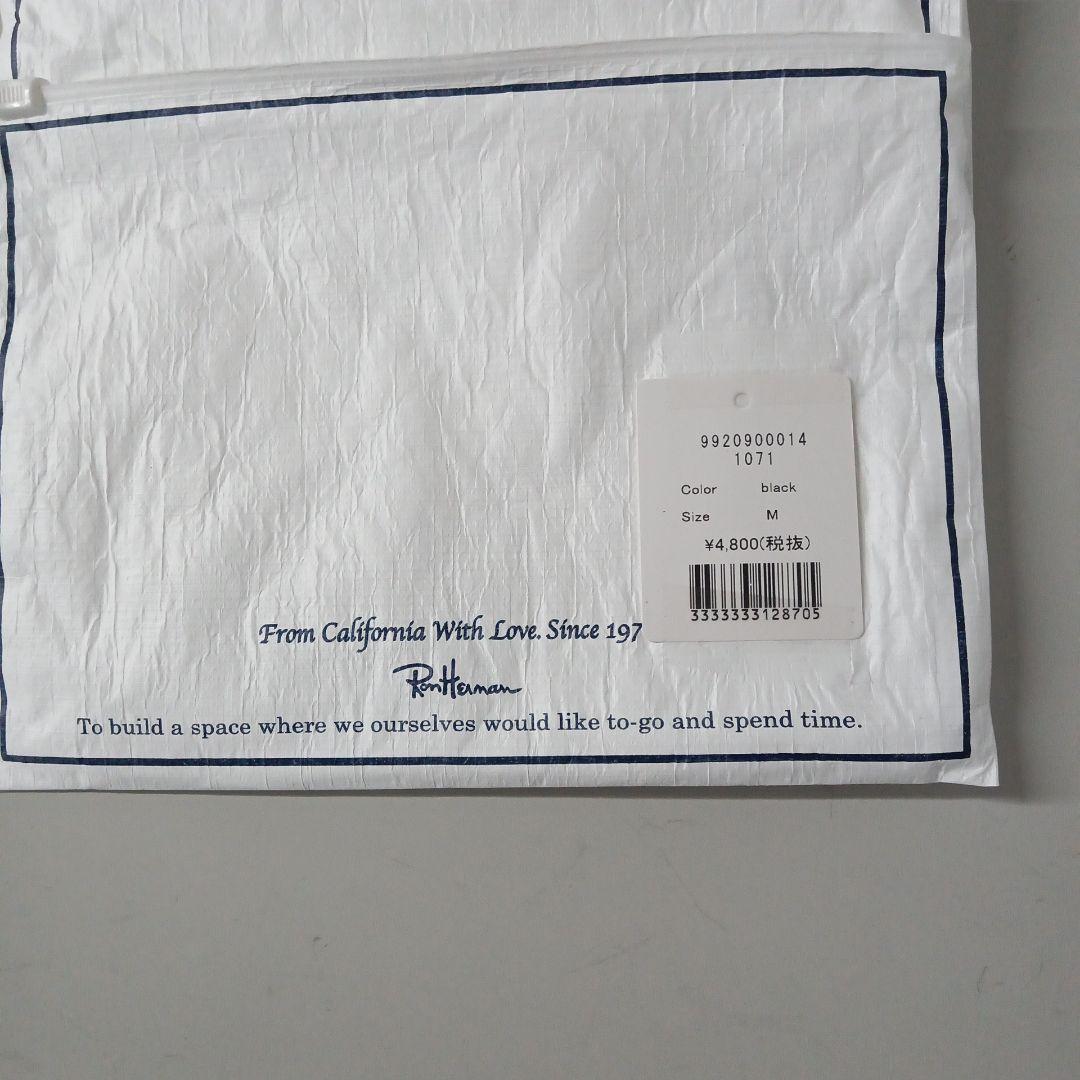 9920900014
1071
Color black
Size M
¥4,800(税抜)
3333333128705
From California With Love. Since 197
RonHerman
To build a space where we ourselves would like to-go and spend time.